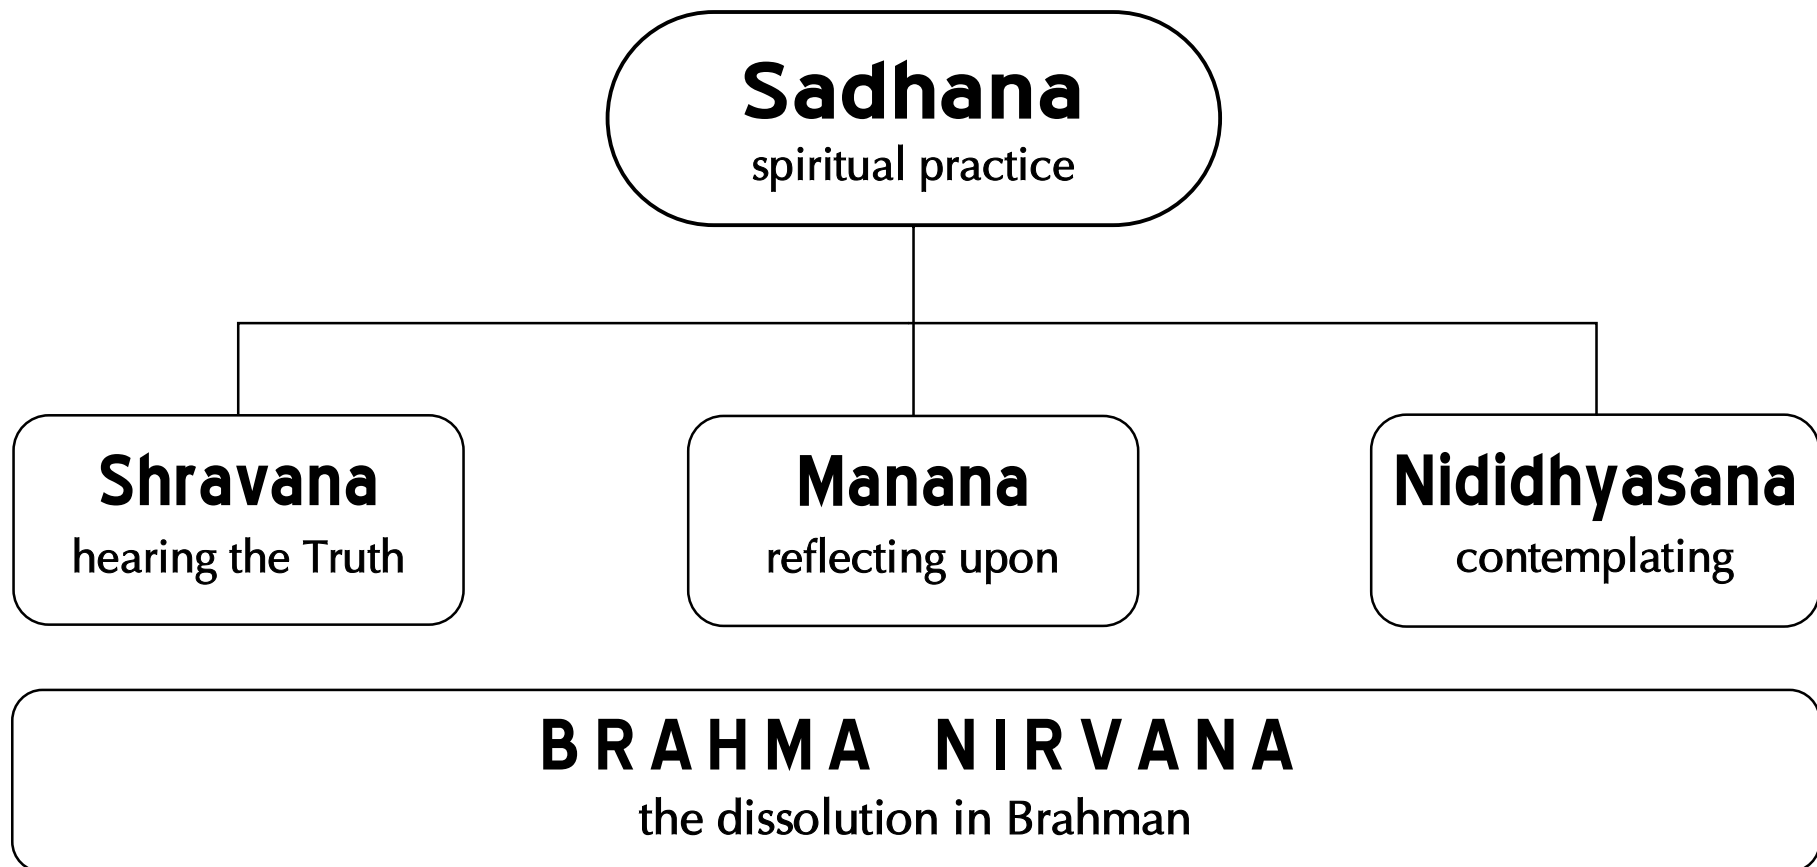 Sadhana
spiritual practice
Shravana
hearing the Truth
Manana
reflecting upon
Nididhyasana
contemplating
BRAHMA NIRVANA
the dissolution in Brahman